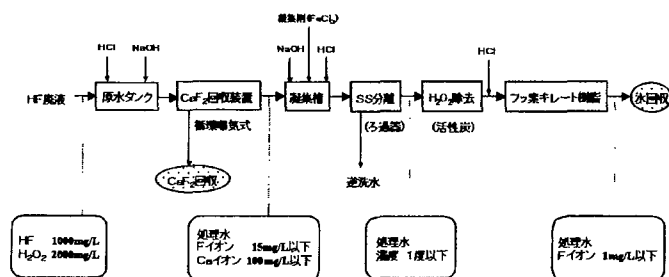 凝集剤(FeCl₃)
HCl
NaOH
NaOH
HCl
HCl
HF廃液
原水タンク
CaF₂回収装置
凝集槽
SS分離
H₂O₂除去
フッ素キレート樹脂
水回収
循環曝気式
(ろ過器)
(活性炭)
CaF₂回収
逆洗水
HF 1000mg/L
H₂O₂ 2000mg/L
処理水
Fイオン 15mg/L以下
Caイオン 100mg/L以下
処理水
濁度 1度以下
処理水
Fイオン 1mg/L以下